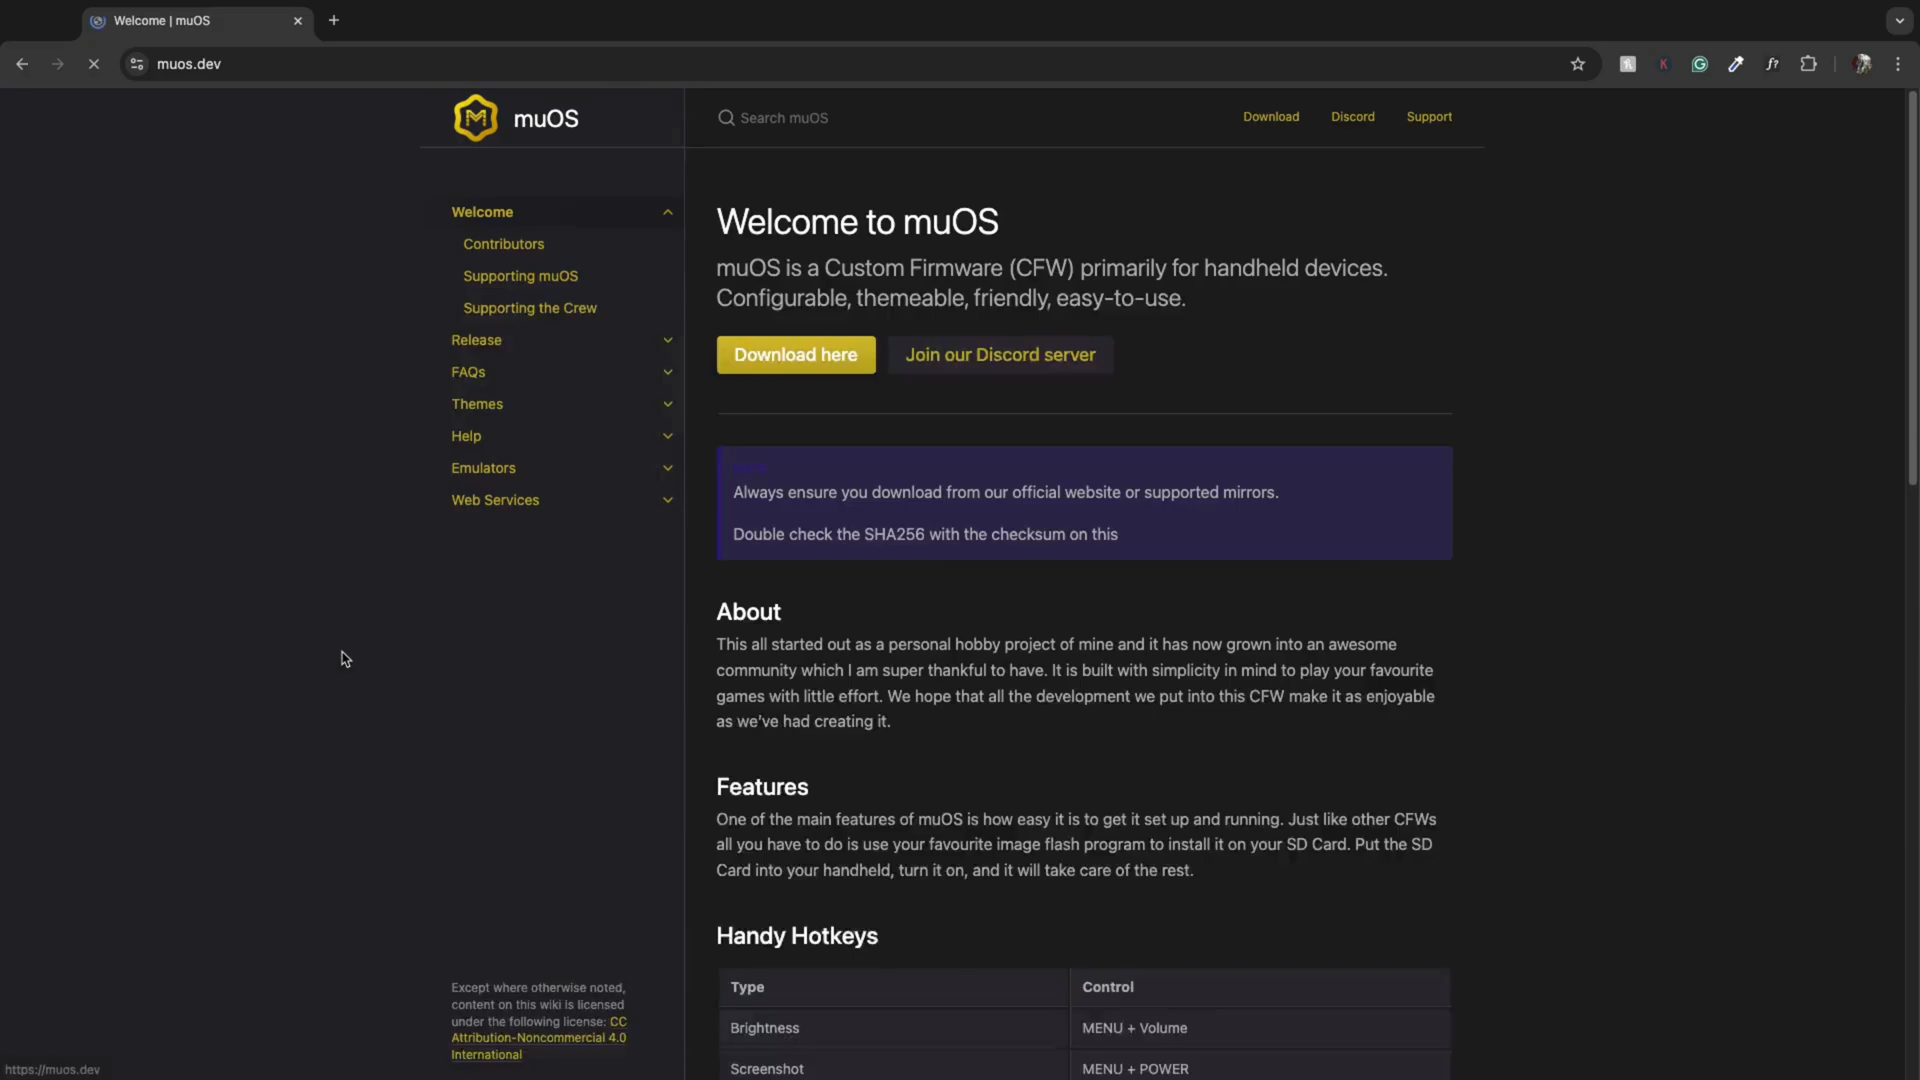 Welcome | muOS
muos.dev
muOS
Search muOS
Download
Discord
Support
Welcome
Contributors
Supporting muOS
Supporting the Crew
Release
FAQs
Themes
Help
Emulators
Web Services
Welcome to muOS
muOS is a Custom Firmware (CFW) primarily for handheld devices.
Configurable, themeable, friendly, easy-to-use.
Download here
Join our Discord server
Always ensure you download from our official website or supported mirrors.
Double check the SHA256 with the checksum on this
About
This all started out as a personal hobby project of mine and it has now grown into an awesome
community which I am super thankful to have. It is built with simplicity in mind to play your favourite
games with little effort. We hope that all the development we put into this CFW make it as enjoyable
as we've had creating it.
Features
One of the main features of muOS is how easy it is to get it set up and running. Just like other CFWs
all you have to do is use your favourite image flash program to install it on your SD Card. Put the SD
Card into your handheld, turn it on, and it will take care of the rest.
Handy Hotkeys
Type
Control
Brightness
MENU + Volume
Screenshot
MENU + POWER
Except where otherwise noted,
content on this wiki is licensed
under the following license: CC
Attribution-Noncommercial 4.0
International
https://muos.dev